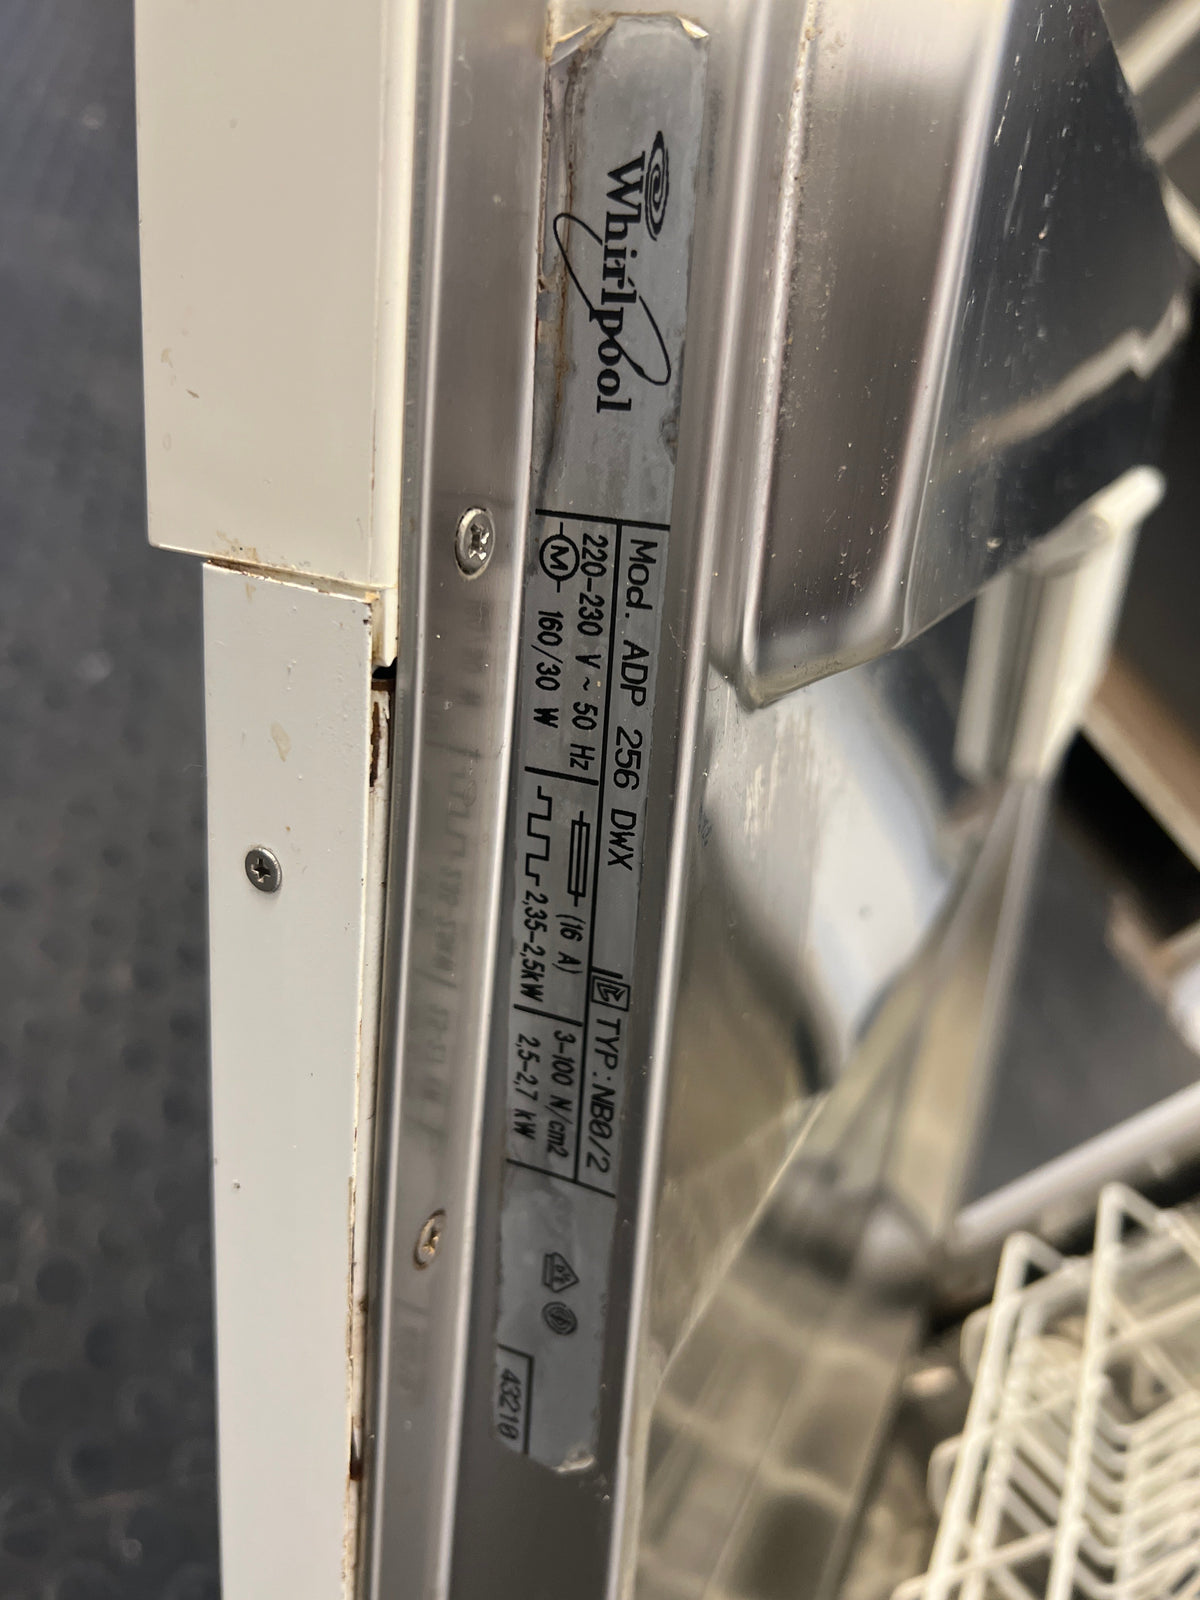 Whirlpool
Mod. ADP 256 DWX
TYP: NB0/2
220-230 V ~ 50 Hz
(16 A)
3-100 N/cm2
M 160/30 W
2,35-2,5kW
2,5-2,7 kW
43210